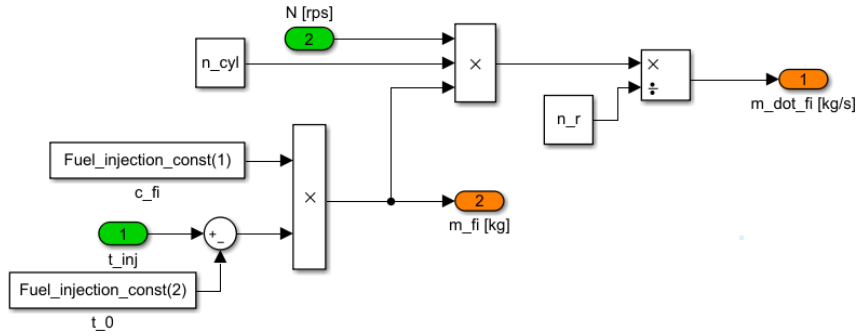 N [rps]
2
n_cyl
×
×
÷
1
m_dot_fi [kg/s]
n_r
Fuel_injection_const(1)
c_fi
×
2
m_fi [kg]
1
+
−
t_inj
Fuel_injection_const(2)
t_0